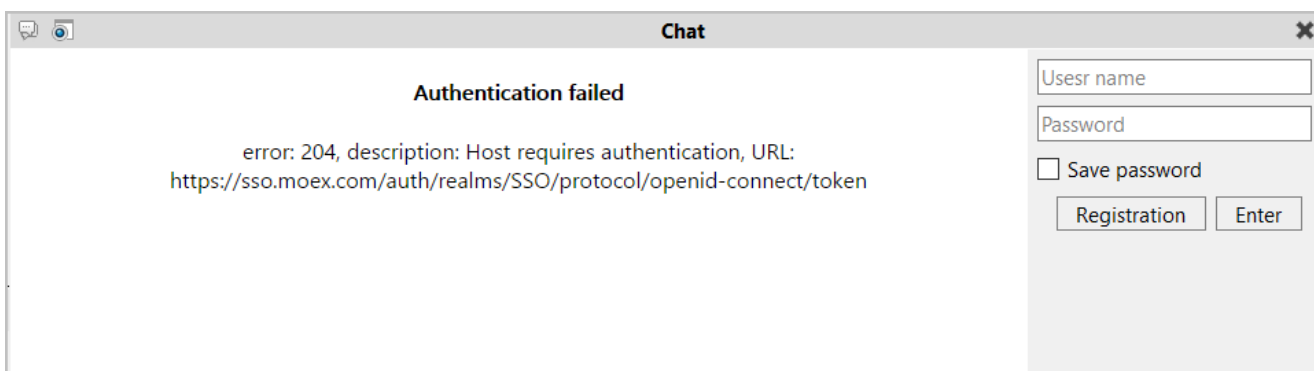 Chat
Authentication failed
error: 204, description: Host requires authentication, URL:
https://sso.moex.com/auth/realms/SSO/protocol/openid-connect/token
Usesr name
Password
Save password
Registration
Enter